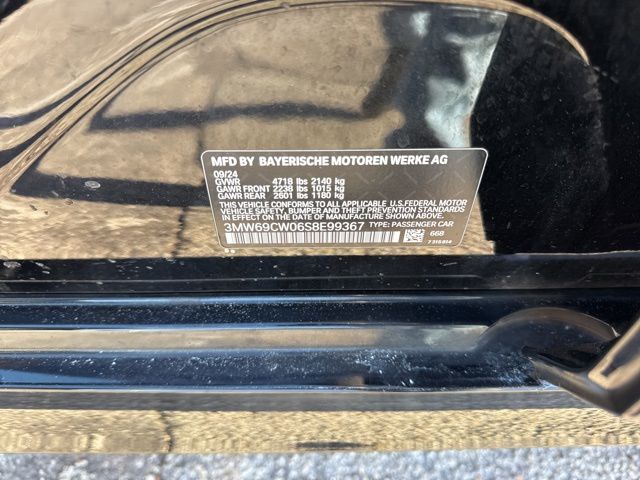 MFD BY BAYERISCHE MOTOREN WERKE AG
09/24
GVWR 4718 lbs 2140 kg
GAWR FRONT 2238 lbs 1015 kg
GAWR REAR 2601 lbs 1180 kg
THIS VEHICLE CONFORMS TO ALL APPLICABLE U.S.FEDERAL MOTOR
VEHICLE SAFETY, BUMPER AND THEFT PREVENTION STANDARDS
IN EFFECT ON THE DATE OF MANUFACTURE SHOWN ABOVE.
3MW69CW06S8E99367 TYPE: PASSENGER CAR
668